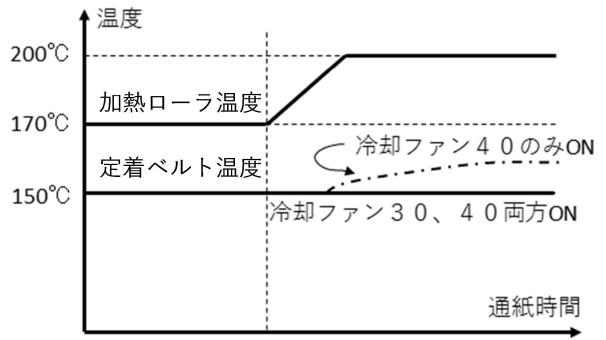 温度
200℃
加熱ローラ温度
170℃
冷却ファン４０のみON
定着ベルト温度
150℃
冷却ファン３０、４０両方ON
通紙時間